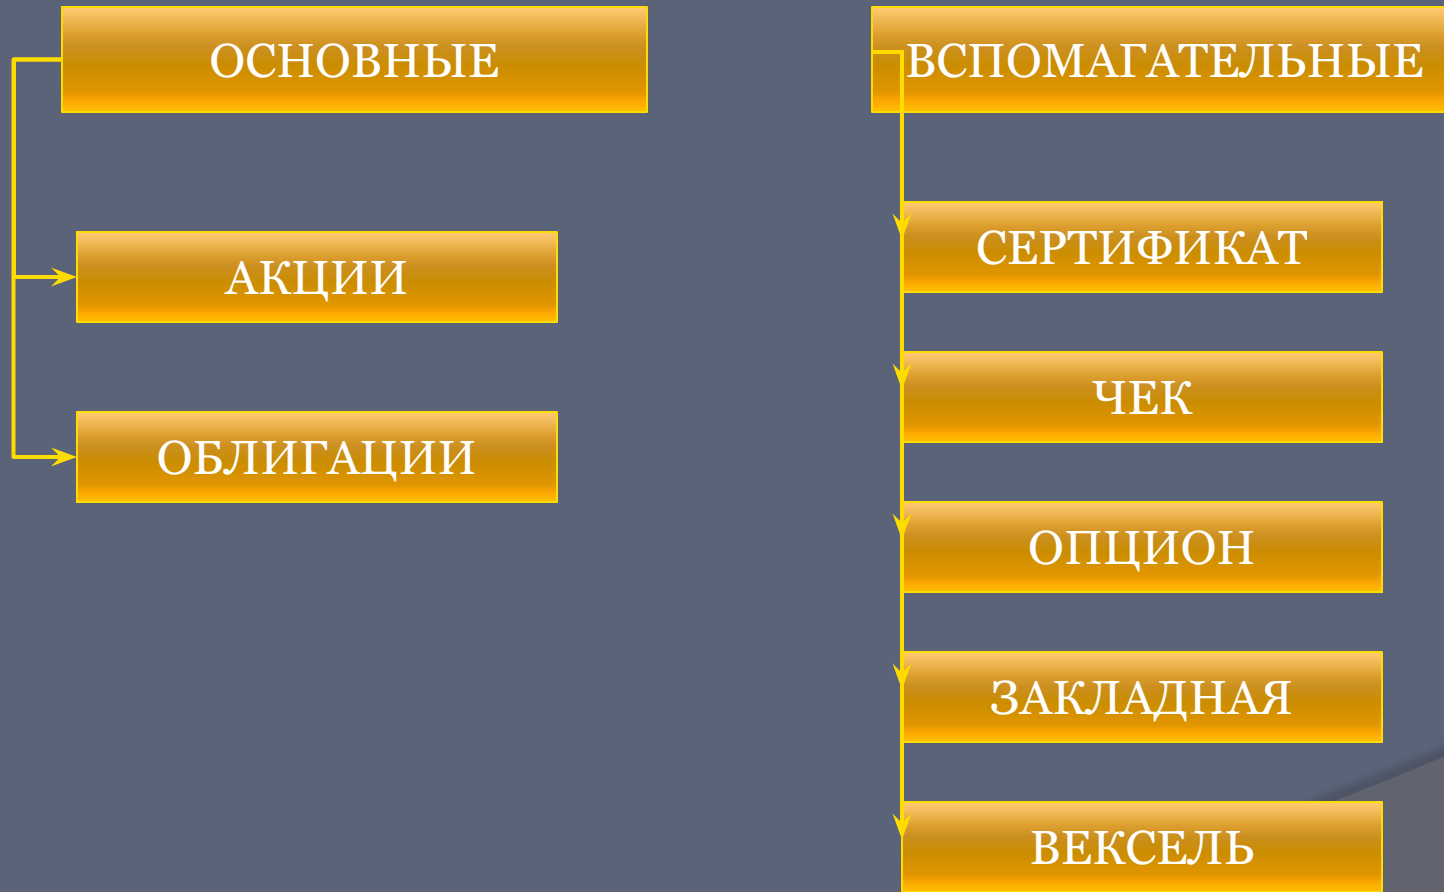 ОСНОВНЫЕ
АКЦИИ
ОБЛИГАЦИИ
ВСПОМАГАТЕЛЬНЫЕ
СЕРТИФИКАТ
ЧЕК
ОПЦИОН
ЗАКЛАДНАЯ
ВЕКСЕЛЬ